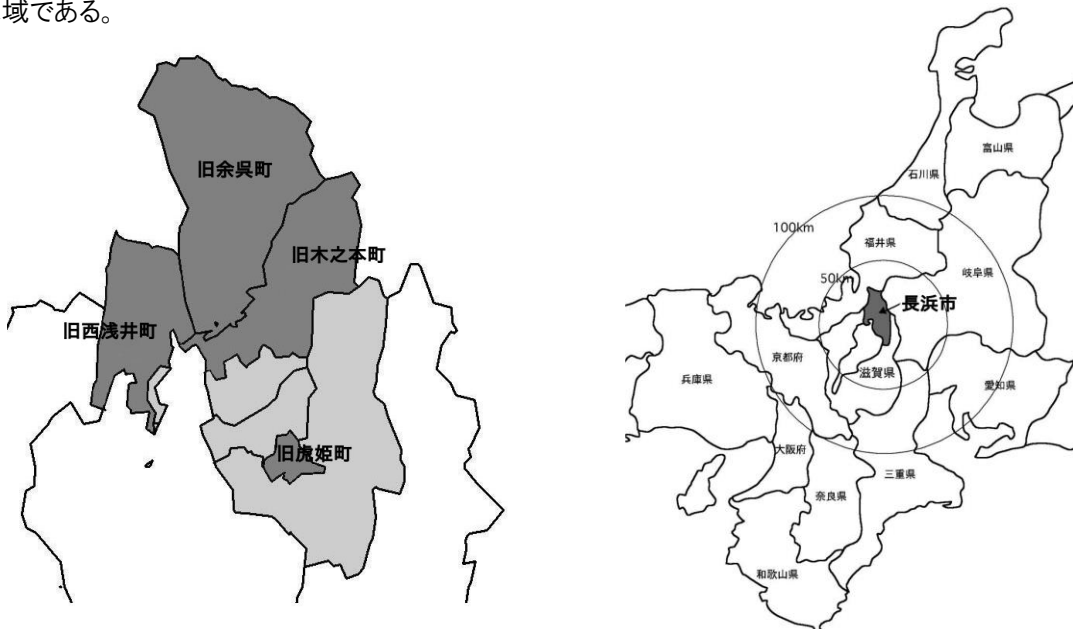 域である。
旧余呉町
旧木之本町
旧西浅井町
旧虎姫町
富山県
石川県
100km
福井県
岐阜県
50km
長浜市
京都府
滋賀県
兵庫県
愛知県
大阪府
三重県
奈良県
和歌山県